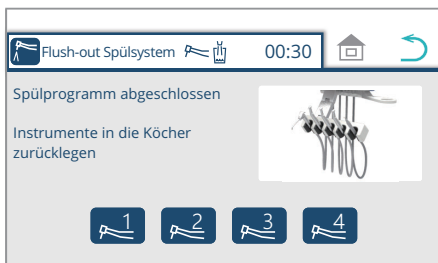 Flush-out Spülsystem 00:30
Spülprogramm abgeschlossen
Instrumente in die Köcher
zurücklegen
1 2 3 4